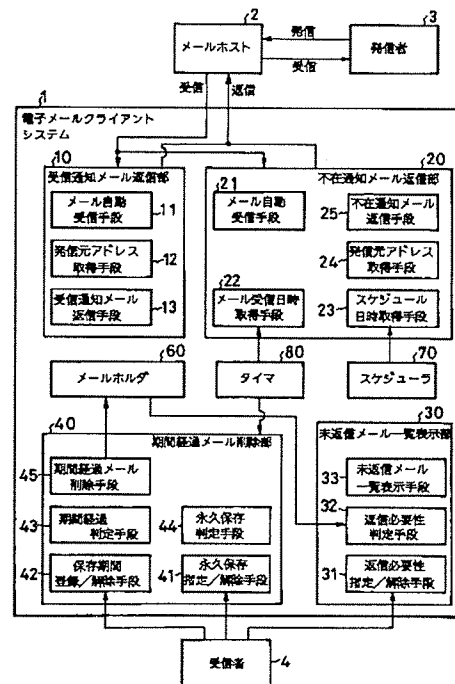 2
メールホスト
3
発信者
発信
受信
受信
返信
1
電子メールクライアント
システム
10
受信通知メール返信部
メール自動
受信手段
11
発信元アドレス
取得手段
12
受信通知メール
返信手段
13
20
不在通知メール返信部
21
メール自動
受信手段
不在通知メール
返信手段
25
発信元アドレス
取得手段
24
22
メール受信日時
取得手段
23
スケジュール
日時取得手段
60
メールホルダ
80
タイマ
70
スケジューラ
40
期間経過メール削除部
45
期間経過メール
削除手段
43
期間経過
判定手段
44
永久保存
判定手段
42
保存期間
登録/解除手段
41
永久保存
指定/解除手段
30
未返信メール一覧表示部
33
未返信メール
一覧表示手段
32
返信必要性
判定手段
31
返信必要性
指定/解除手段
受信者
4